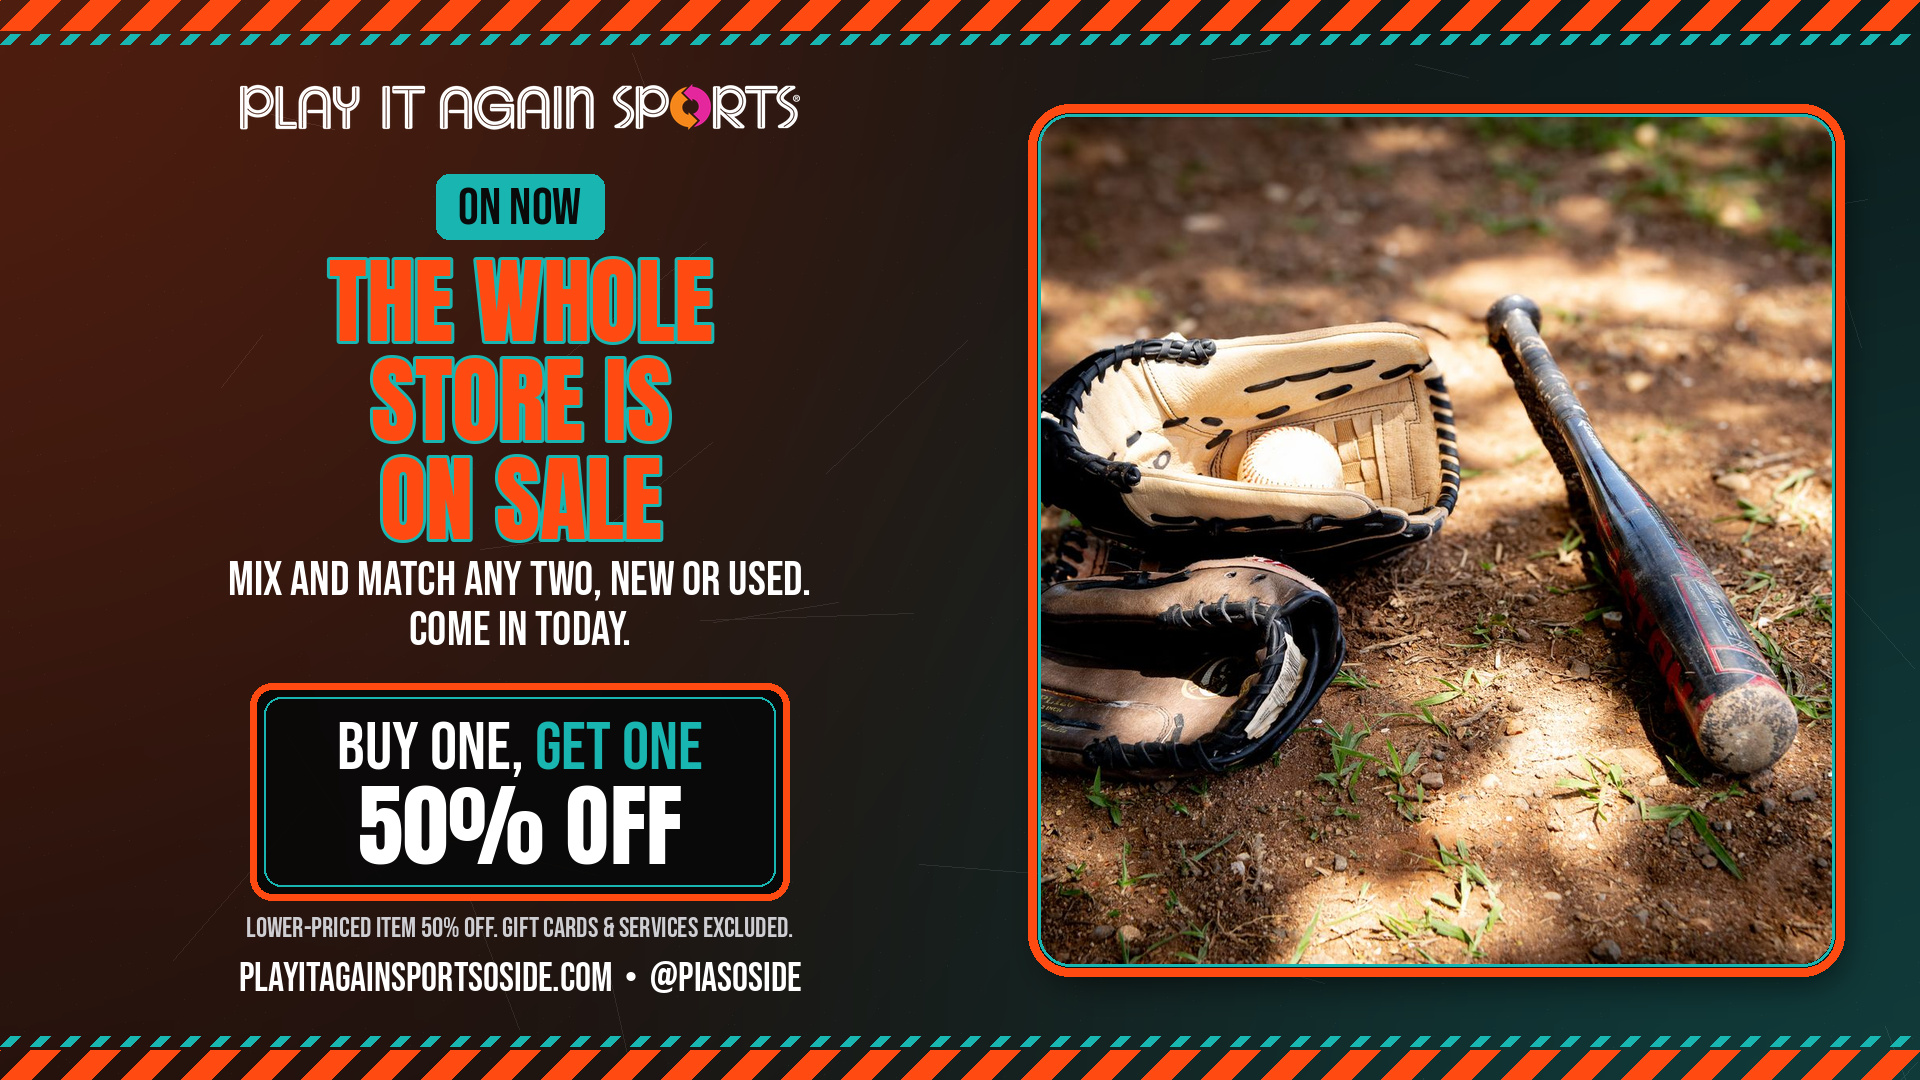 PLAY IT AGAIN SPORTS®
ON NOW
THE WHOLE
STORE IS
ON SALE
MIX AND MATCH ANY TWO, NEW OR USED.
COME IN TODAY.
BUY ONE, GET ONE
50% OFF
LOWER-PRICED ITEM 50% OFF. GIFT CARDS & SERVICES EXCLUDED.
PLAYITAGAINSPORTSOSIDE.COM • @PIASOSIDE